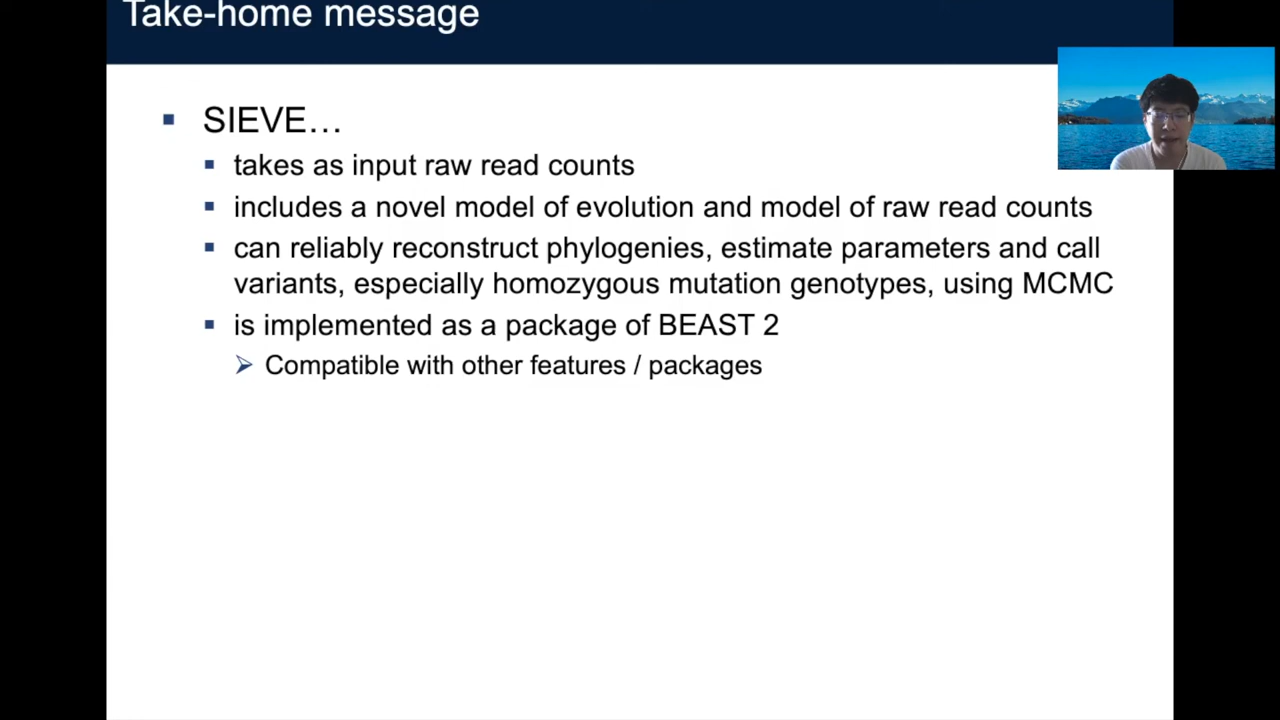 Take-home message
SIEVE…
takes as input raw read counts
includes a novel model of evolution and model of raw read counts
can reliably reconstruct phylogenies, estimate parameters and call
variants, especially homozygous mutation genotypes, using MCMC
is implemented as a package of BEAST 2
Compatible with other features / packages